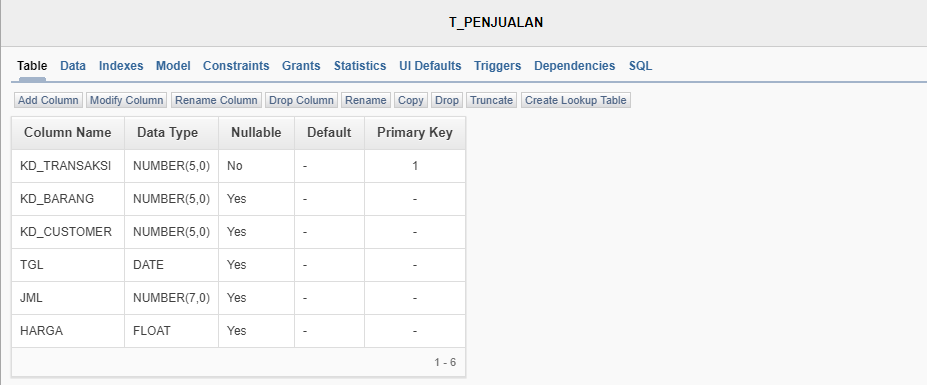 T_PENJUALAN
Table Data Indexes Model Constraints Grants Statistics UI Defaults Triggers Dependencies SQL
Add Column Modify Column Rename Column Drop Column Rename Copy Drop Truncate Create Lookup Table
Column Name Data Type Nullable Default Primary Key
KD_TRANSAKSI NUMBER(5,0) No - 1
KD_BARANG NUMBER(5,0) Yes - -
KD_CUSTOMER NUMBER(5,0) Yes - -
TGL DATE Yes - -
JML NUMBER(7,0) Yes - -
HARGA FLOAT Yes - -
1 - 6